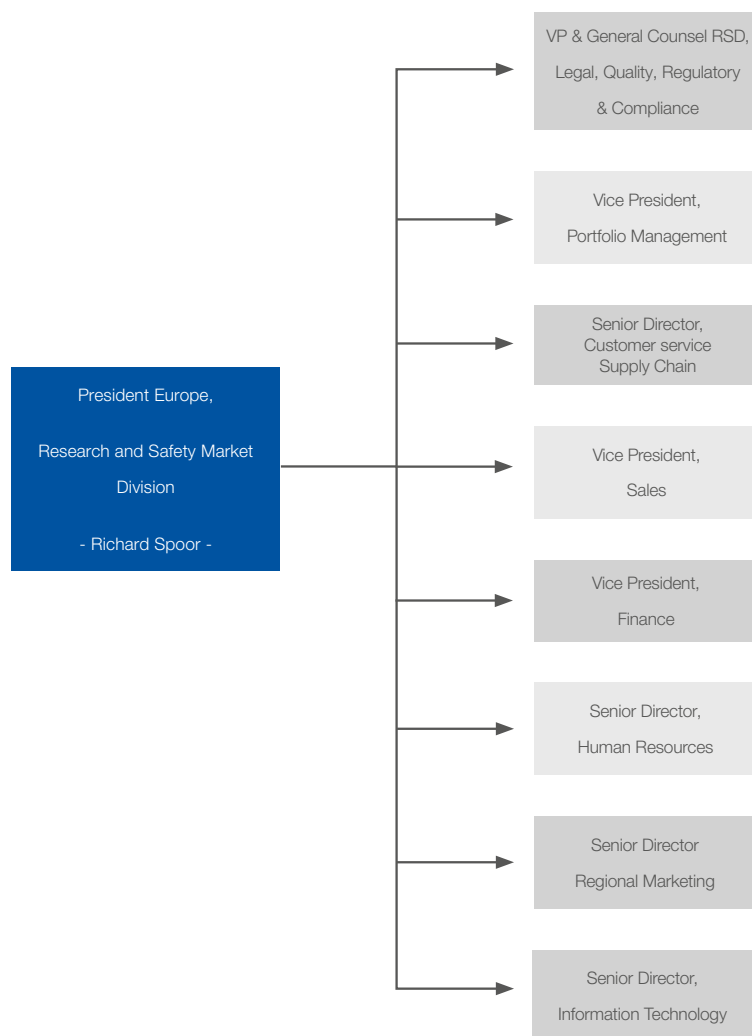 VP & General Counsel RSD,
Legal, Quality, Regulatory
& Compliance
Vice President,
Portfolio Management
Senior Director,
Customer service
Supply Chain
President Europe,
Research and Safety Market
Division
- Richard Spoor -
Vice President,
Sales
Vice President,
Finance
Senior Director,
Human Resources
Senior Director
Regional Marketing
Senior Director,
Information Technology